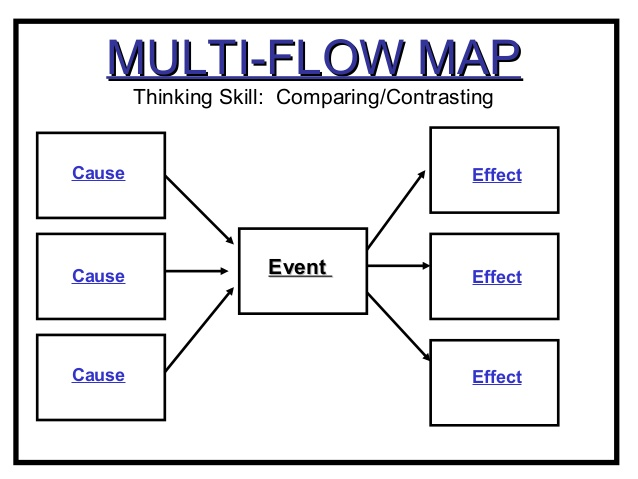 MULTI-FLOW MAP
Thinking Skill:  Comparing/Contrasting
Cause
Cause
Cause
Event
Effect
Effect
Effect